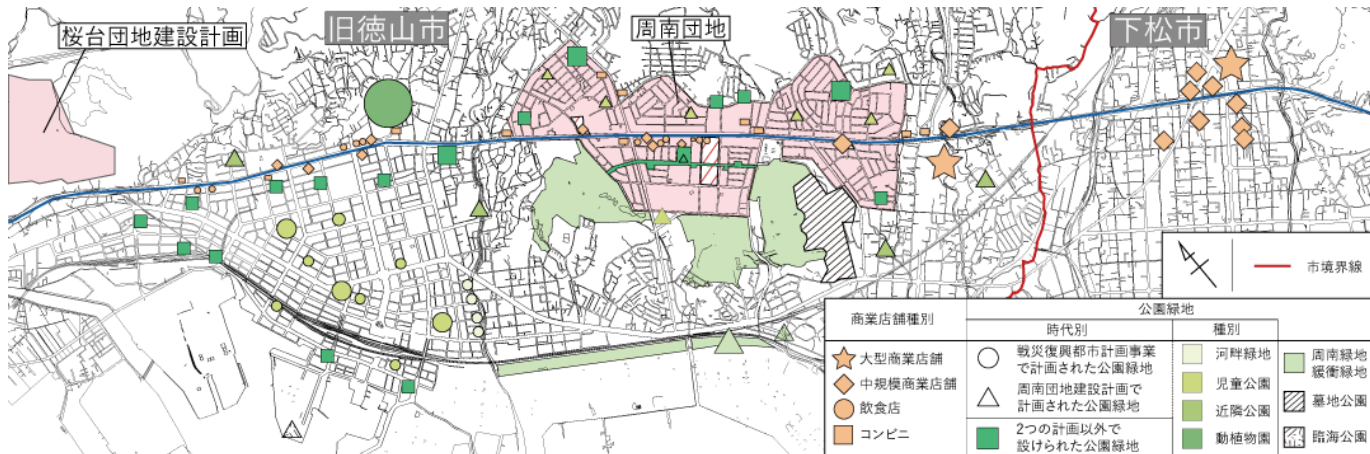 桜台団地建設計画
旧徳山市
周南団地
下松市
市境界線
商業店舗種別
公園緑地
時代別
種別
大型商業店舗
中規模商業店舗
飲食店
コンビニ
戦災復興都市計画事業
で計画された公園緑地
周南団地建設計画で
計画された公園緑地
2つの計画以外で
設けられた公園緑地
河畔緑地
児童公園
近隣公園
動植物園
周南緑地
緩衝緑地
墓地公園
臨海公園